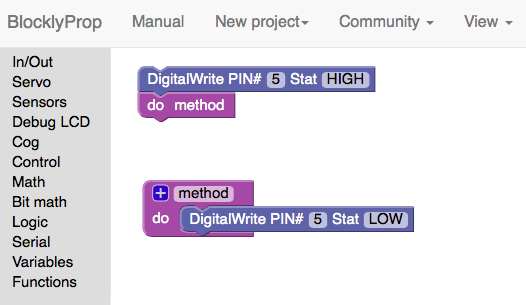 BlocklyProp Manual New project Community View
In/Out
Servo
Sensors
Debug LCD
Cog
Control
Math
Bit math
Logic
Serial
Variables
Functions
DigitalWrite PIN# 5 Stat HIGH
do method
+ method
do DigitalWrite PIN# 5 Stat LOW